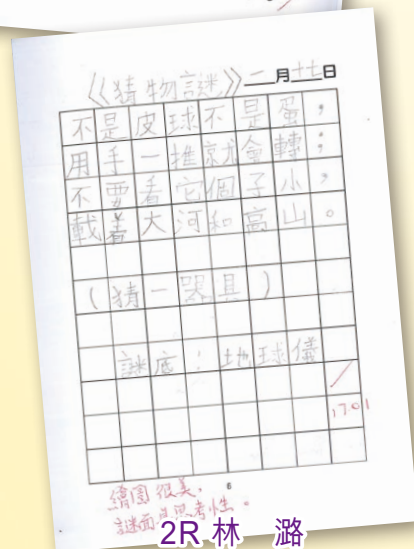 《猜物謎》二月十七日
不是皮球不是蛋，
用手一推就會轉；
不要看它個子小，
載着大河和高山。
(猜一器具)
謎底：地球儀
17.01
6
繪圖很美，
謎面具思考性。
2R 林 潞